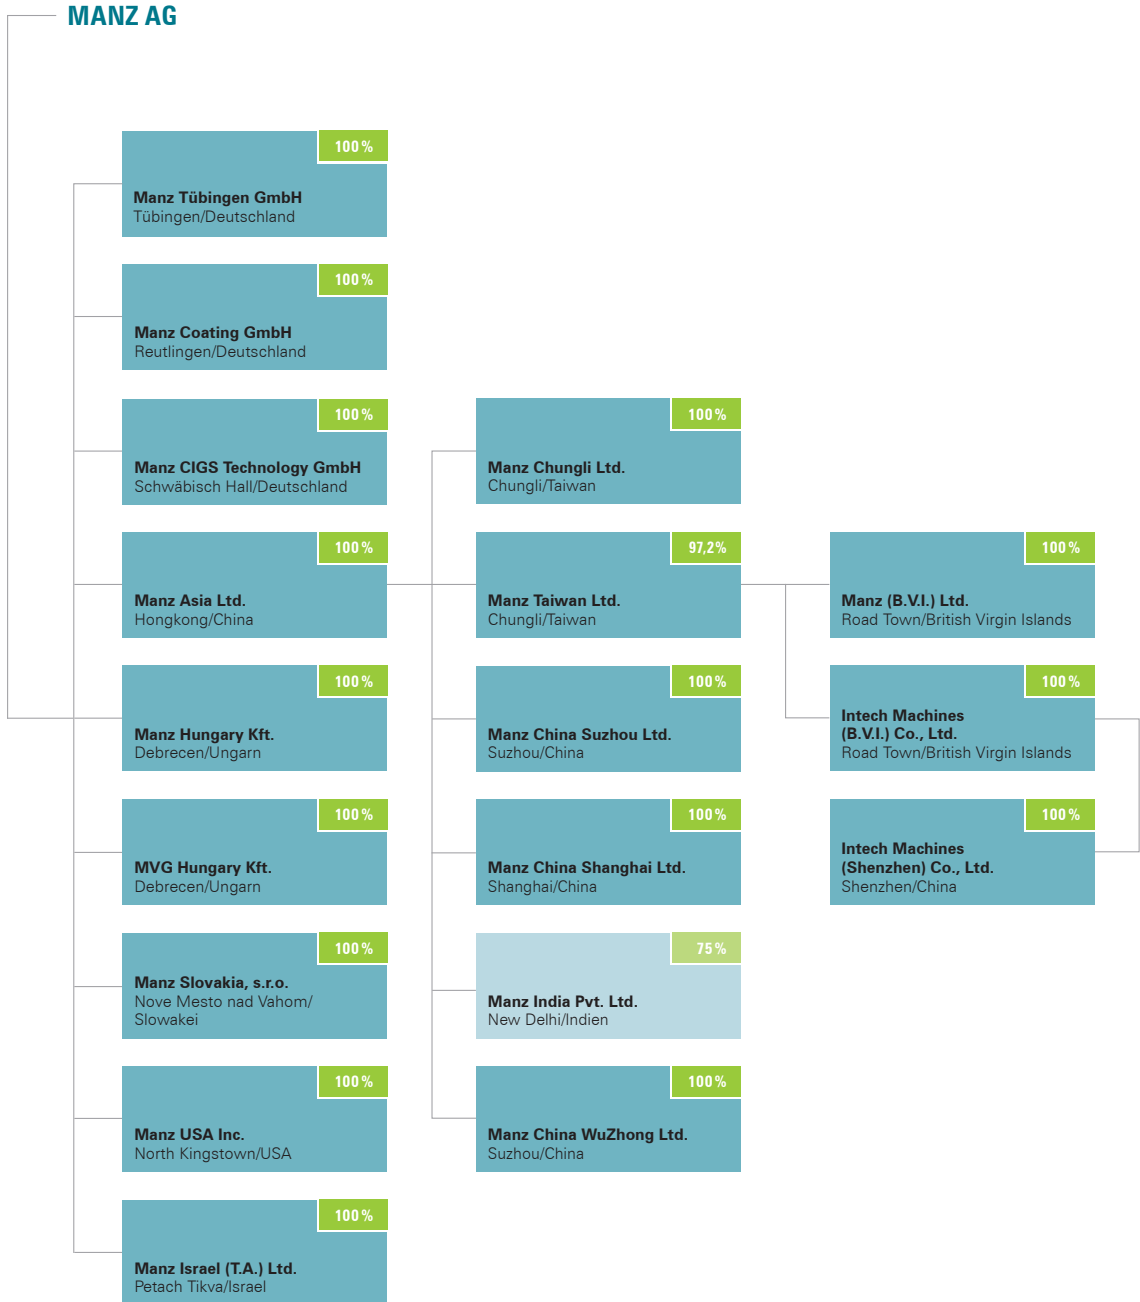 MANZ AG
100 %
Manz Tübingen GmbH
Tübingen/Deutschland
100 %
Manz Coating GmbH
Reutlingen/Deutschland
100 %
Manz CIGS Technology GmbH
Schwäbisch Hall/Deutschland
100 %
Manz Asia Ltd.
Hongkong/China
100 %
Manz Hungary Kft.
Debrecen/Ungarn
100 %
MVG Hungary Kft.
Debrecen/Ungarn
100 %
Manz Slovakia, s.r.o.
Nove Mesto nad Vahom/
Slowakei
100 %
Manz USA Inc.
North Kingstown/USA
100 %
Manz Israel (T.A.) Ltd.
Petach Tikva/Israel
100 %
Manz Chungli Ltd.
Chungli/Taiwan
97,2%
Manz Taiwan Ltd.
Chungli/Taiwan
100 %
Manz China Suzhou Ltd.
Suzhou/China
100 %
Manz China Shanghai Ltd.
Shanghai/China
75 %
Manz India Pvt. Ltd.
New Delhi/Indien
100 %
Manz China WuZhong Ltd.
Suzhou/China
100 %
Manz (B.V.I.) Ltd.
Road Town/British Virgin Islands
100 %
Intech Machines
(B.V.I.) Co., Ltd.
Road Town/British Virgin Islands
100 %
Intech Machines
(Shenzhen) Co., Ltd.
Shenzhen/China